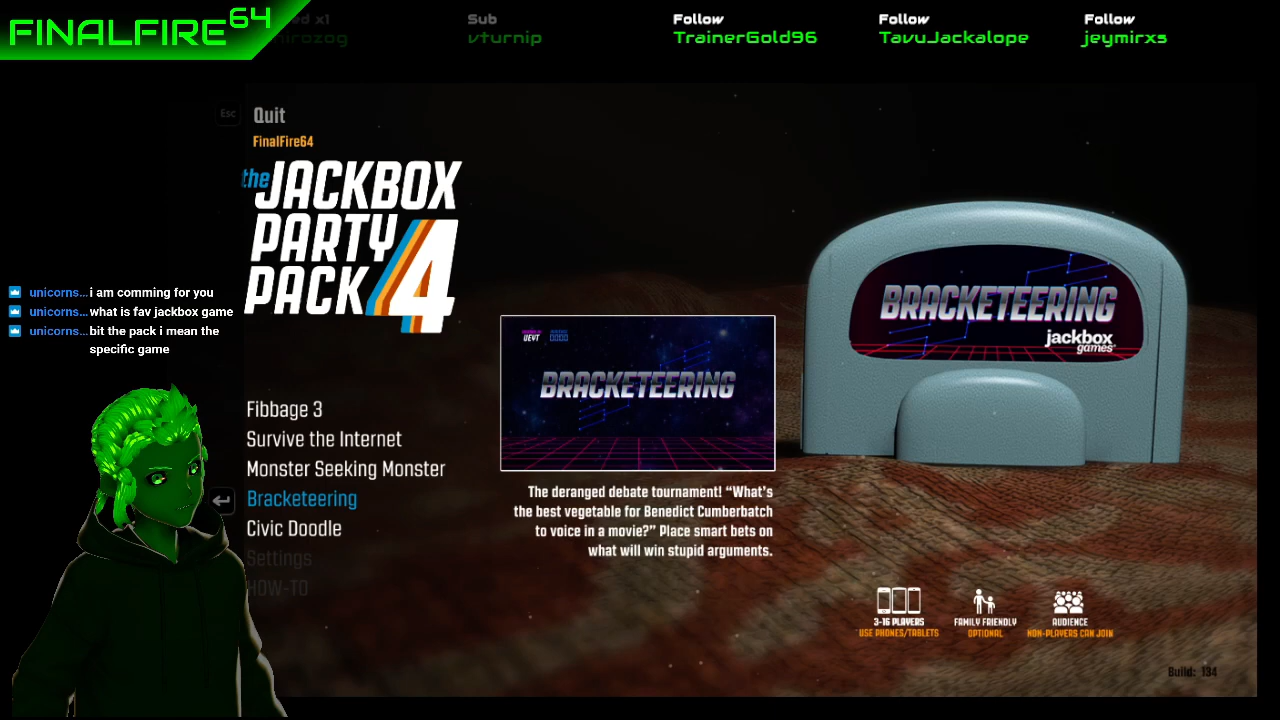 FINALFIRE64
Sub
vturnip
Follow
TrainerGold96
Follow
TavuJackalope
Follow
jeymirxs
Esc
Quit
FinalFire64
the JACKBOX
PARTY
PACK 4
unicorns... i am comming for you
unicorns... what is fav jackbox game
unicorns... bit the pack i mean the
specific game
Fibbage 3
Survive the Internet
Monster Seeking Monster
Bracketeering
Civic Doodle
Settings
HOW-TO
BRACKETEERING
The deranged debate tournament! “What’s
the best vegetable for Benedict Cumberbatch
to voice in a movie?” Place smart bets on
what will win stupid arguments.
BRACKETEERING
jackbox
games
3-16 PLAYERS
USE PHONES/TABLETS
FAMILY FRIENDLY
OPTIONAL
AUDIENCE
NON-PLAYERS CAN JOIN
Build: 134